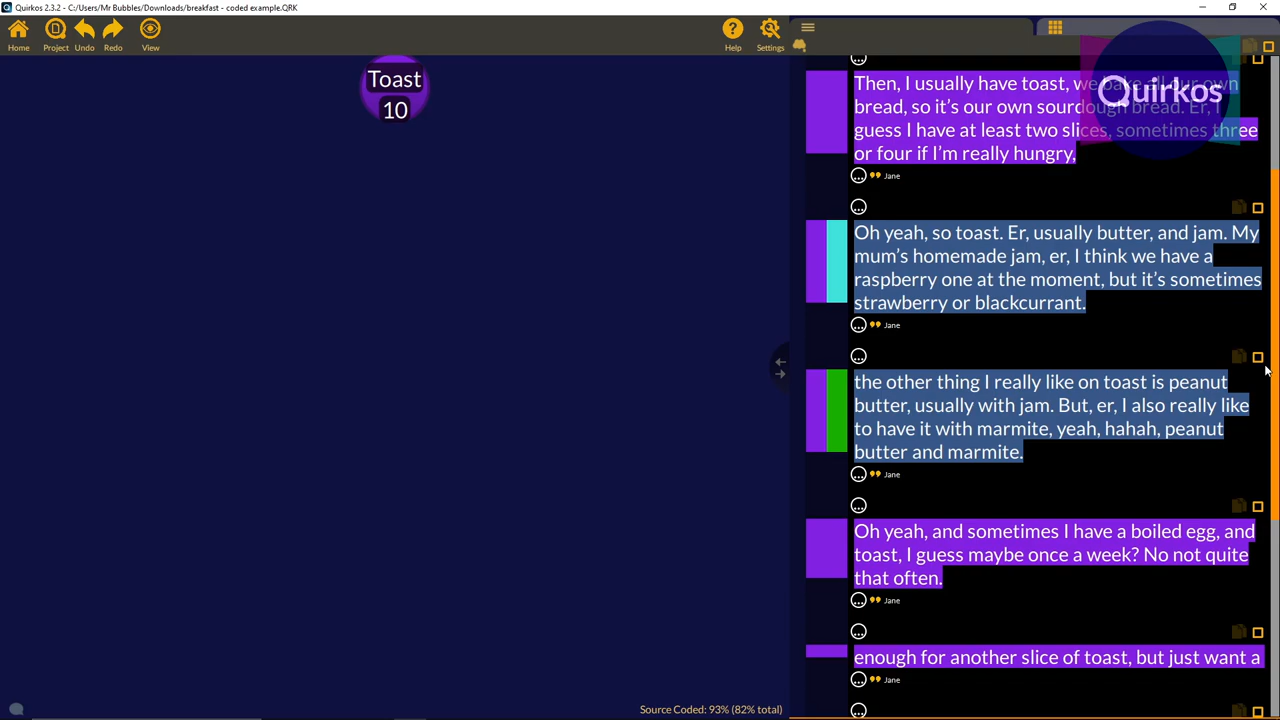 Quirkos 2.3.2 - C:/Users/Mr Bubbles/Downloads/breakfast - coded example.QRK
Home
Project
Undo
Redo
View
Help
Settings
Toast
10
Quirkos
Then, I usually have toast, we bake all our own
bread, so it's our own sourdough bread. Er, I
guess I have at least two slices, sometimes three
or four if I'm really hungry,
Jane
Oh yeah, so toast. Er, usually butter, and jam. My
mum's homemade jam, er, I think we have a
raspberry one at the moment, but it's sometimes
strawberry or blackcurrant.
Jane
the other thing I really like on toast is peanut
butter, usually with jam. But, er, I also really like
to have it with marmite, yeah, hahah, peanut
butter and marmite.
Jane
Oh yeah, and sometimes I have a boiled egg, and
toast, I guess maybe once a week? No not quite
that often.
Jane
enough for another slice of toast, but just want a
Jane
Source Coded: 93% (82% total)